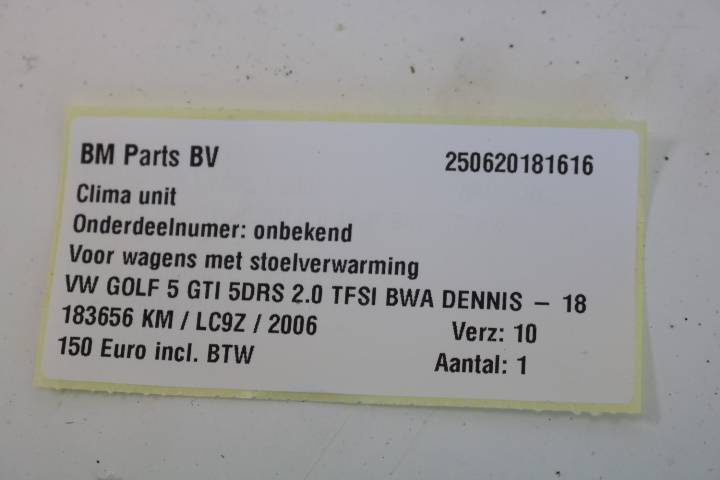 BM Parts BV 250620181616
Clima unit
Onderdeelnumer: onbekend
Voor wagens met stoelverwarming
VW GOLF 5 GTI 5DRS 2.0 TFSI BWA DENNIS – 18
183656 KM / LC9Z / 2006 Verz: 10
150 Euro incl. BTW Aantal: 1